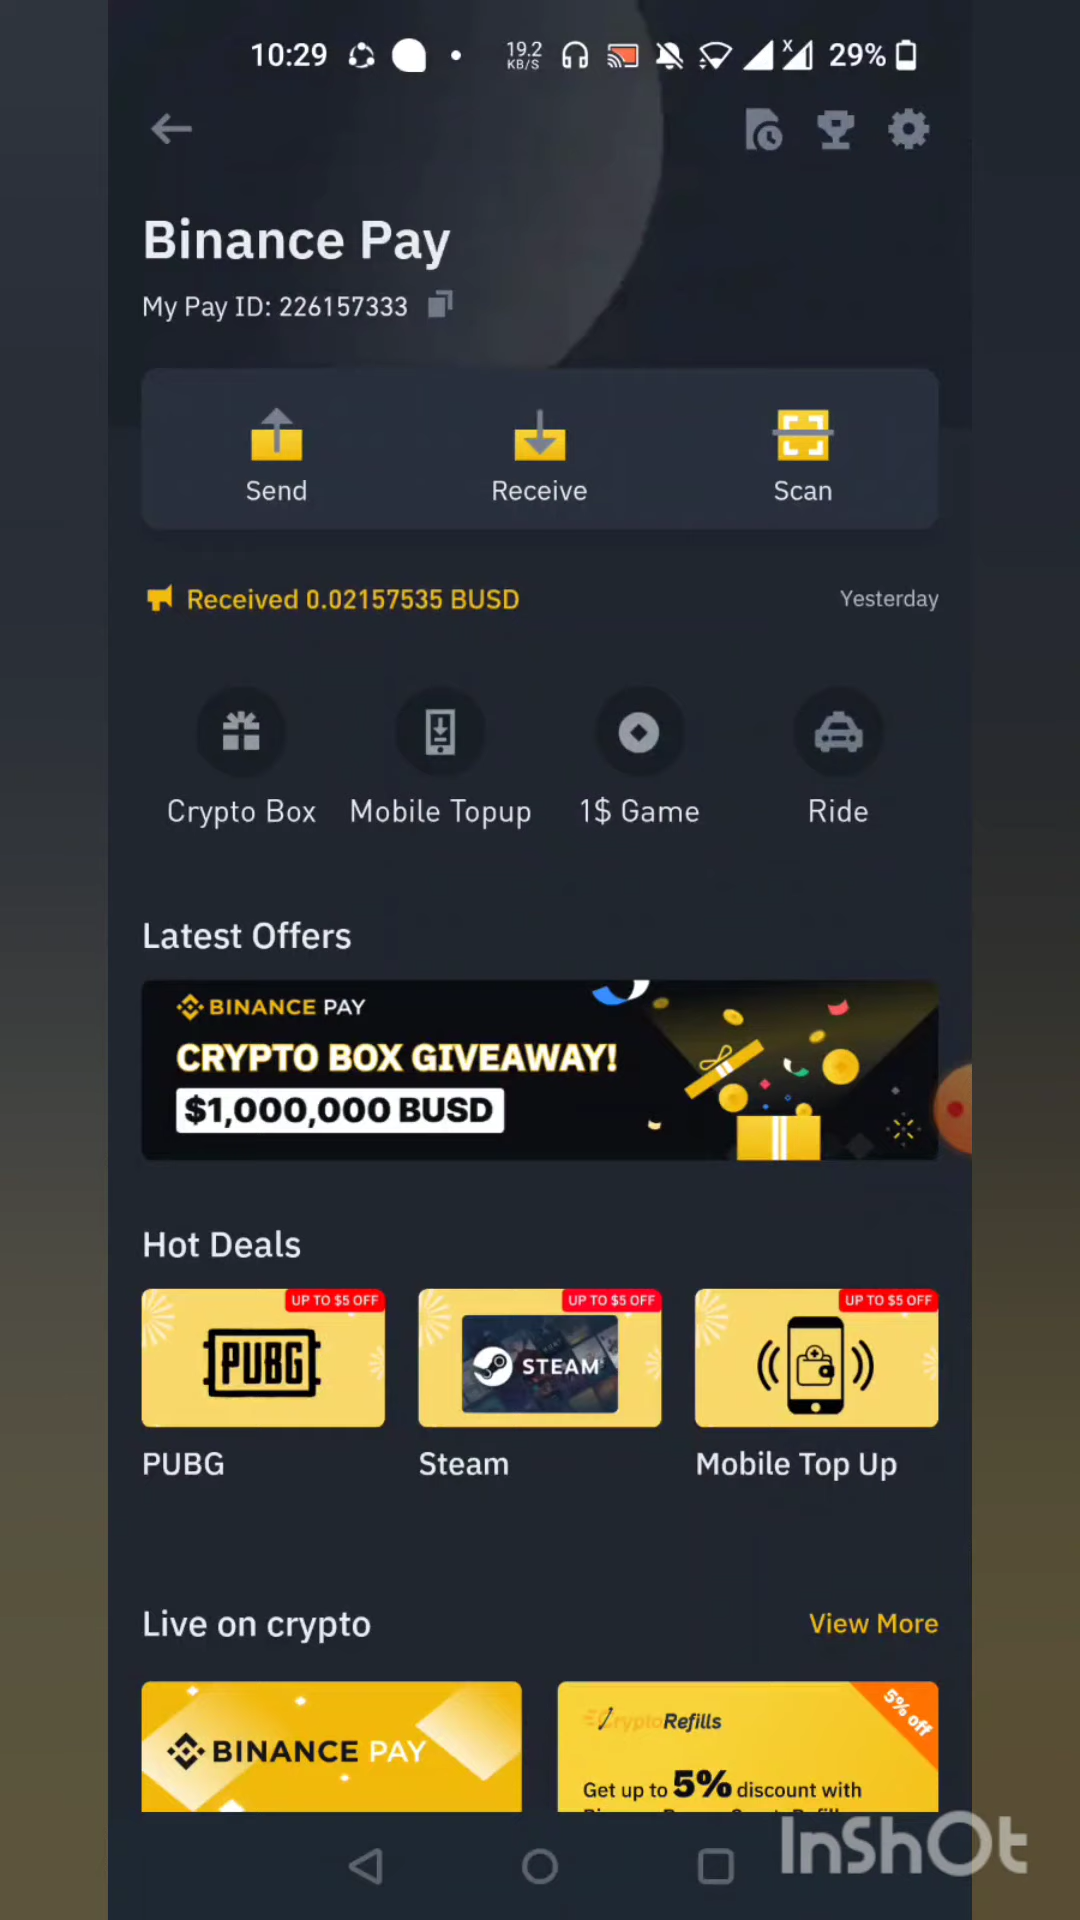 10:29
19.2
KB/S
X
29%
Binance Pay
My Pay ID: 226157333
Send
Receive
Scan
Received 0.02157535 BUSD
Yesterday
Crypto Box
Mobile Topup
1$ Game
Ride
Latest Offers
BINANCE PAY
CRYPTO BOX GIVEAWAY!
$1,000,000 BUSD
Hot Deals
UP TO $5 OFF
UP TO $5 OFF
UP TO $5 OFF
PUBG
STEAM
PUBG
Steam
Mobile Top Up
Live on crypto
View More
BINANCE PAY
CryptoRefills
5% off
Get up to 5% discount with
InShOt